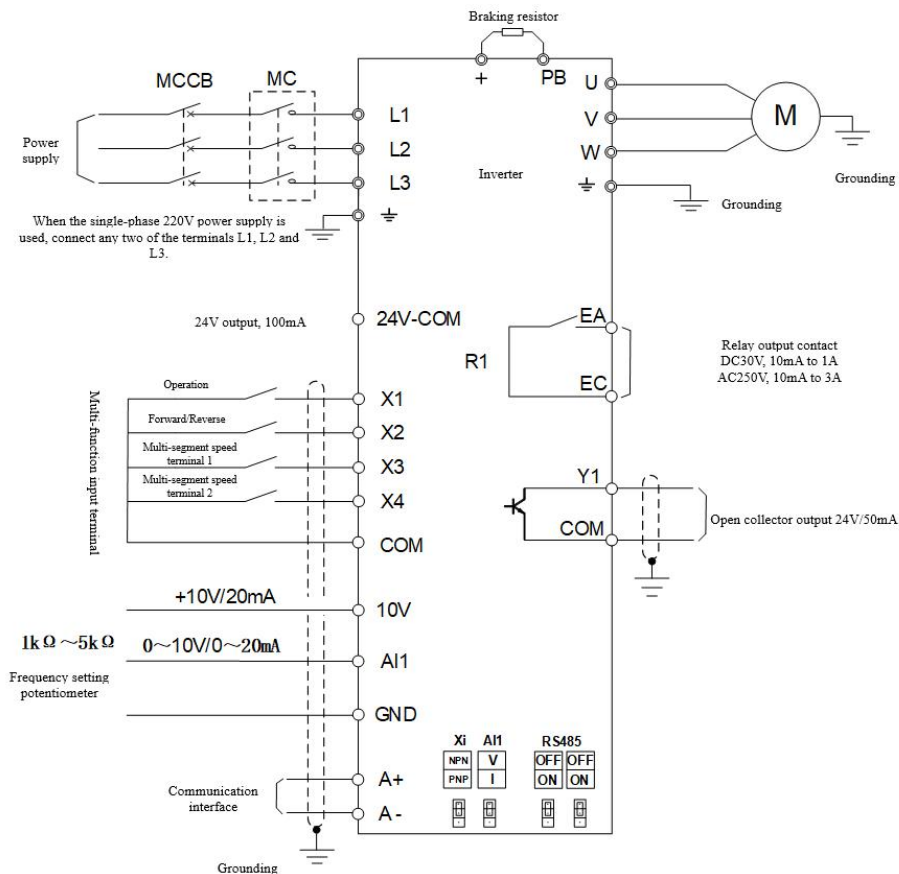 Braking resistor
+
PB
MCCB
MC
U
V
W
M
L1
L2
L3
Power
supply
Inverter
Grounding
Grounding
When the single-phase 220V power supply is
used, connect any two of the terminals L1, L2 and
L3.
24V output, 100mA
24V-COM
EA
R1
EC
Relay output contact
DC30V, 10mA to 1A
AC250V, 10mA to 3A
Multi-function input terminal
Operation
X1
Forward/Reverse
X2
Multi-segment speed
terminal 1
X3
Multi-segment speed
terminal 2
X4
COM
Y1
COM
Open collector output 24V/50mA
+10V/20mA
10V
1kΩ～5kΩ
0～10V/0～20mA
AI1
Frequency setting
potentiometer
GND
Xi
AI1
RS485
NPN
V
OFF
OFF
PNP
I
ON
ON
Communication
interface
A+
A-
Grounding